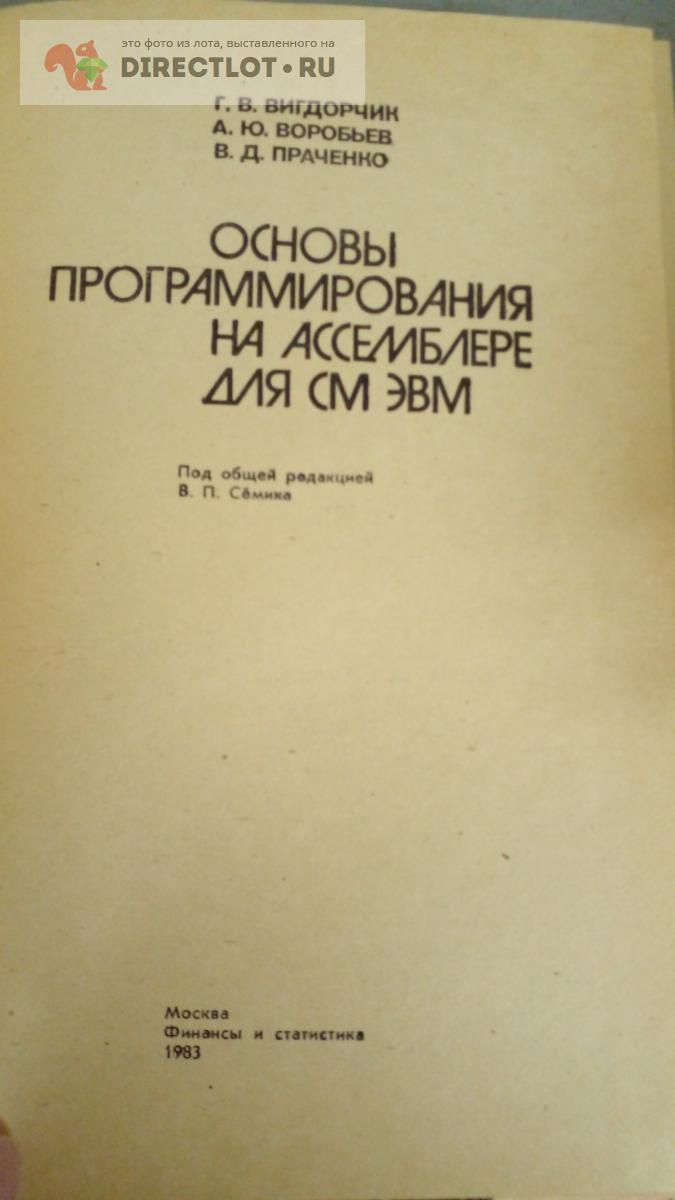 это фото из лота, выставленного на
DIRECTLOT.RU
Г. В. ВИГДОРЧИК
А. Ю. ВОРОБЬЕВ
В. Д. ПРАЧЕНКО
ОСНОВЫ
ПРОГРАММИРОВАНИЯ
НА АССЕМБЛЕРЕ
ДЛЯ СМ ЭВМ
Под общей редакцией
В. П. Сёмика
Москва
Финансы и статистика
1983